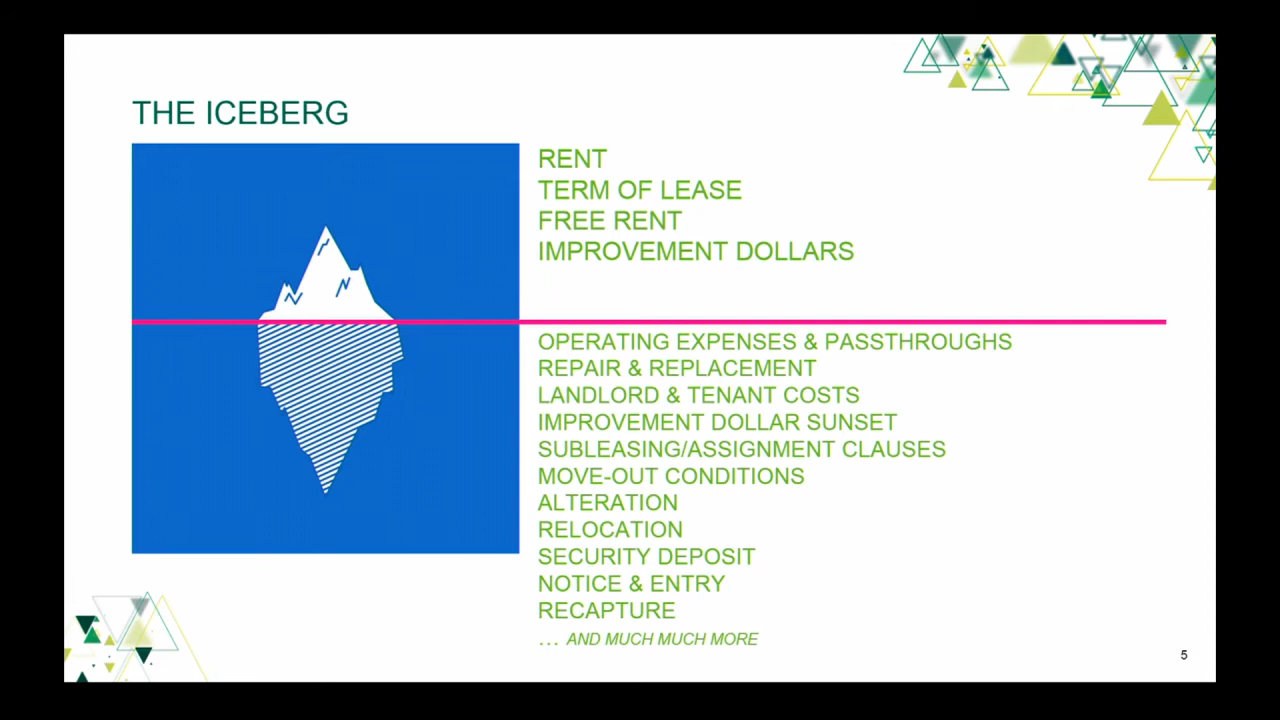 THE ICEBERG
RENT
TERM OF LEASE
FREE RENT
IMPROVEMENT DOLLARS
OPERATING EXPENSES & PASSTHROUGHS
REPAIR & REPLACEMENT
LANDLORD & TENANT COSTS
IMPROVEMENT DOLLAR SUNSET
SUBLEASING/ASSIGNMENT CLAUSES
MOVE-OUT CONDITIONS
ALTERATION
RELOCATION
SECURITY DEPOSIT
NOTICE & ENTRY
RECAPTURE
... AND MUCH MUCH MORE
5